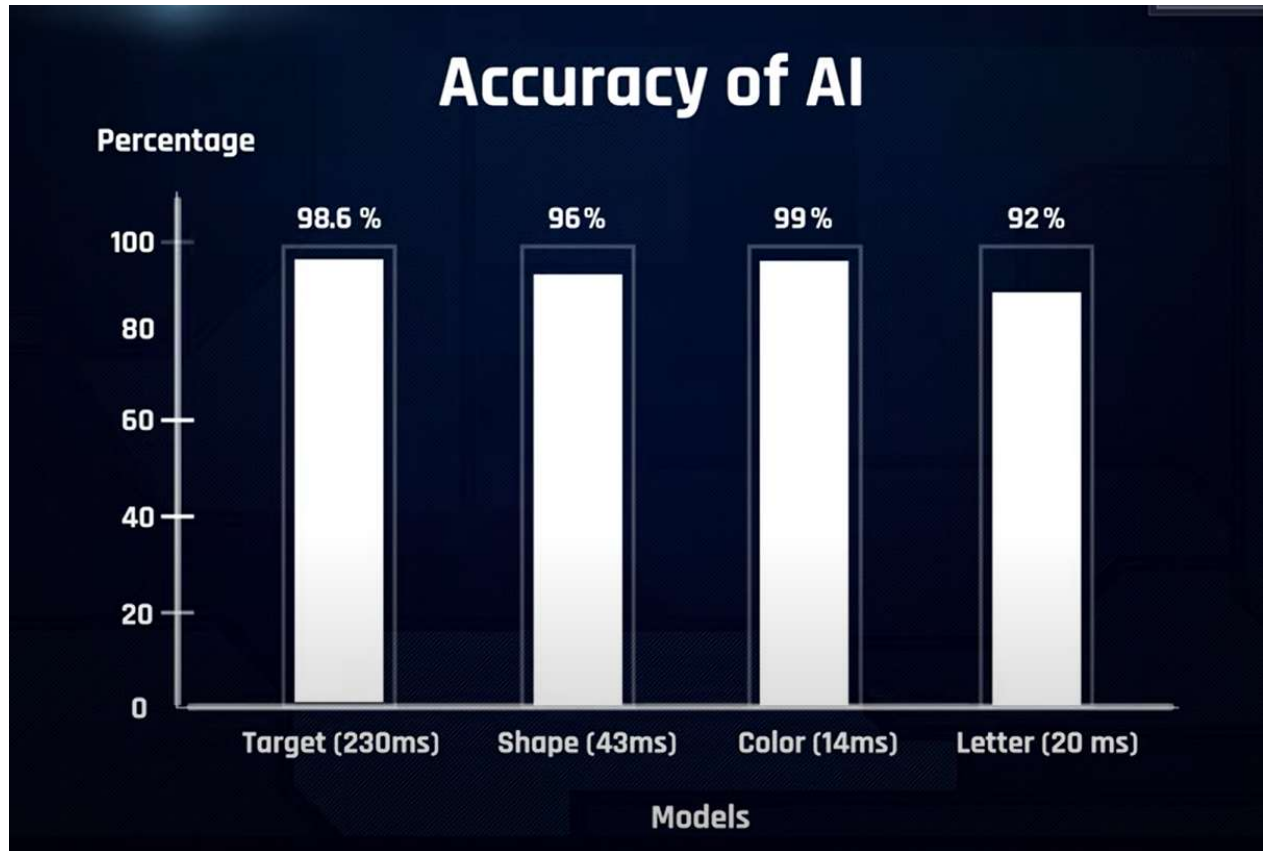 Accuracy of AI
Percentage
98.6 %
96%
99%
92%
100
80
60
40
20
0
Target (230ms)
Shape (43ms)
Color (14ms)
Letter (20 ms)
Models